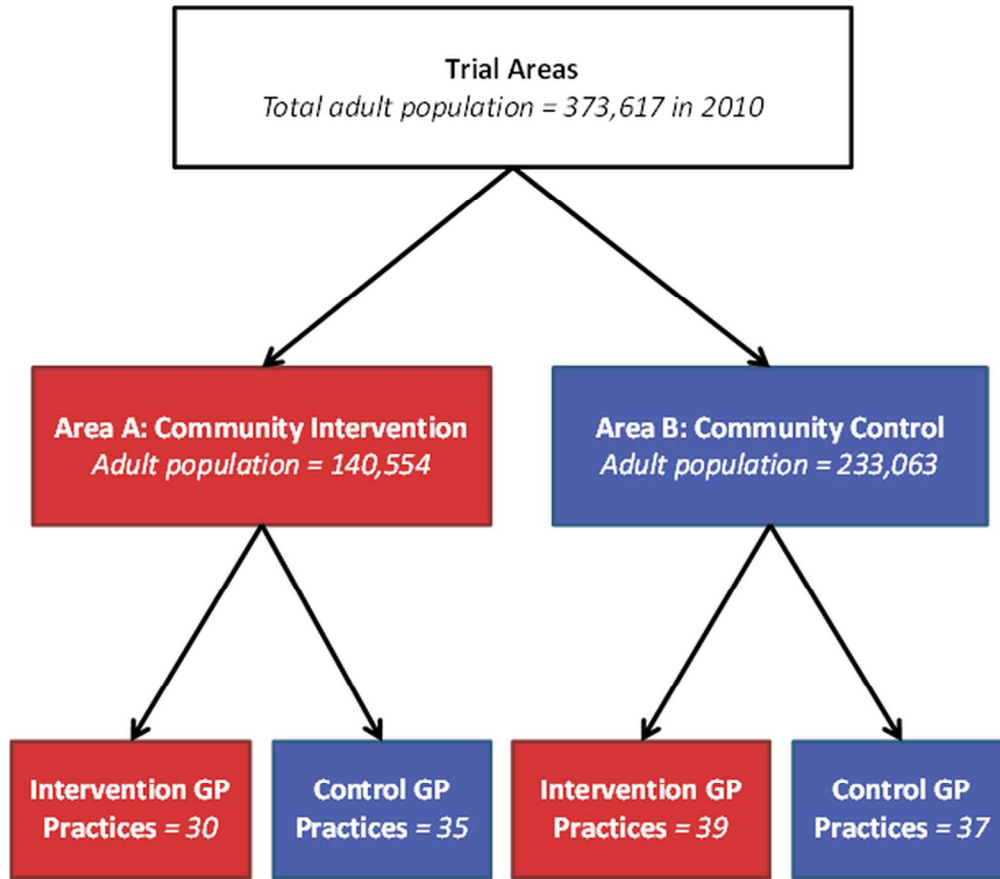 Trial Areas
Total adult population = 373,617 in 2010
Area A: Community Intervention
Adult population = 140,554
Area B: Community Control
Adult population = 233,063
Intervention GP
Practices = 30
Control GP
Practices = 35
Intervention GP
Practices = 39
Control GP
Practices = 37